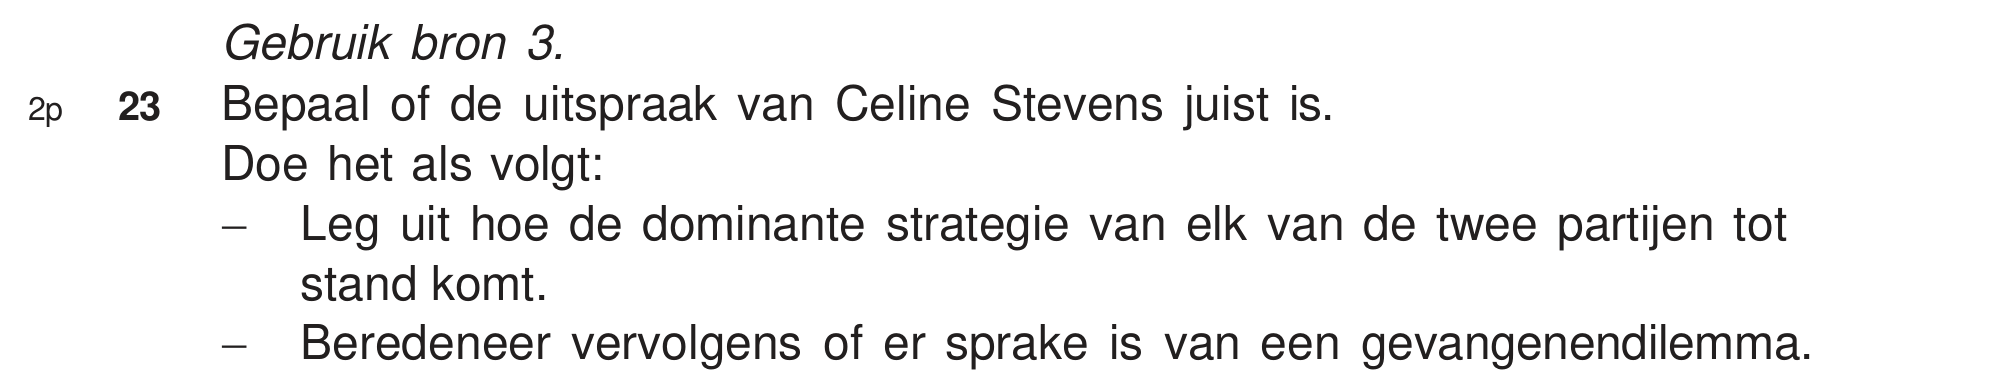 Gebruik bron 3.
2p 23 Bepaal of de uitspraak van Celine Stevens juist is.
Doe het als volgt:
– Leg uit hoe de dominante strategie van elk van de twee partijen tot
stand komt.
– Beredeneer vervolgens of er sprake is van een gevangenendilemma.